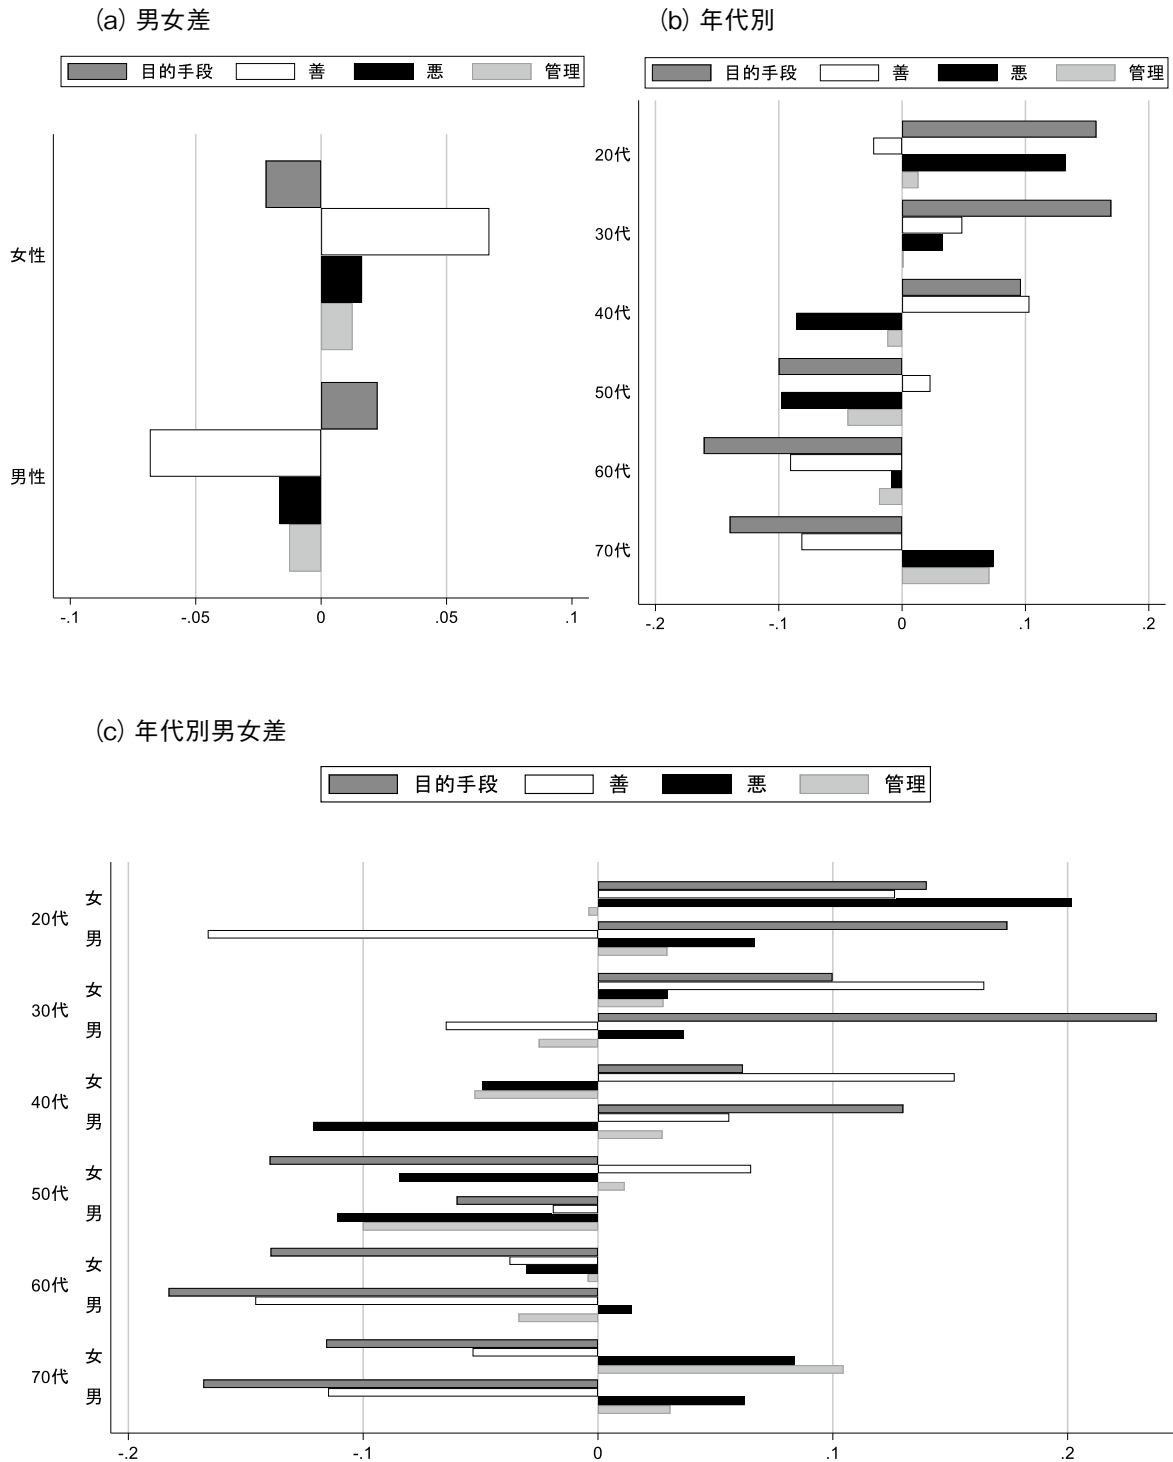 (a) 男女差
目的手段 善 悪 管理
女性
男性
-.1 -.05 0 .05 .1
(b) 年代別
目的手段 善 悪 管理
20代
30代
40代
50代
60代
70代
-.2 -.1 0 .1 .2
(c) 年代別男女差
目的手段 善 悪 管理
女
20代
男
女
30代
男
女
40代
男
女
50代
男
女
60代
男
女
70代
男
-.2 -.1 0 .1 .2